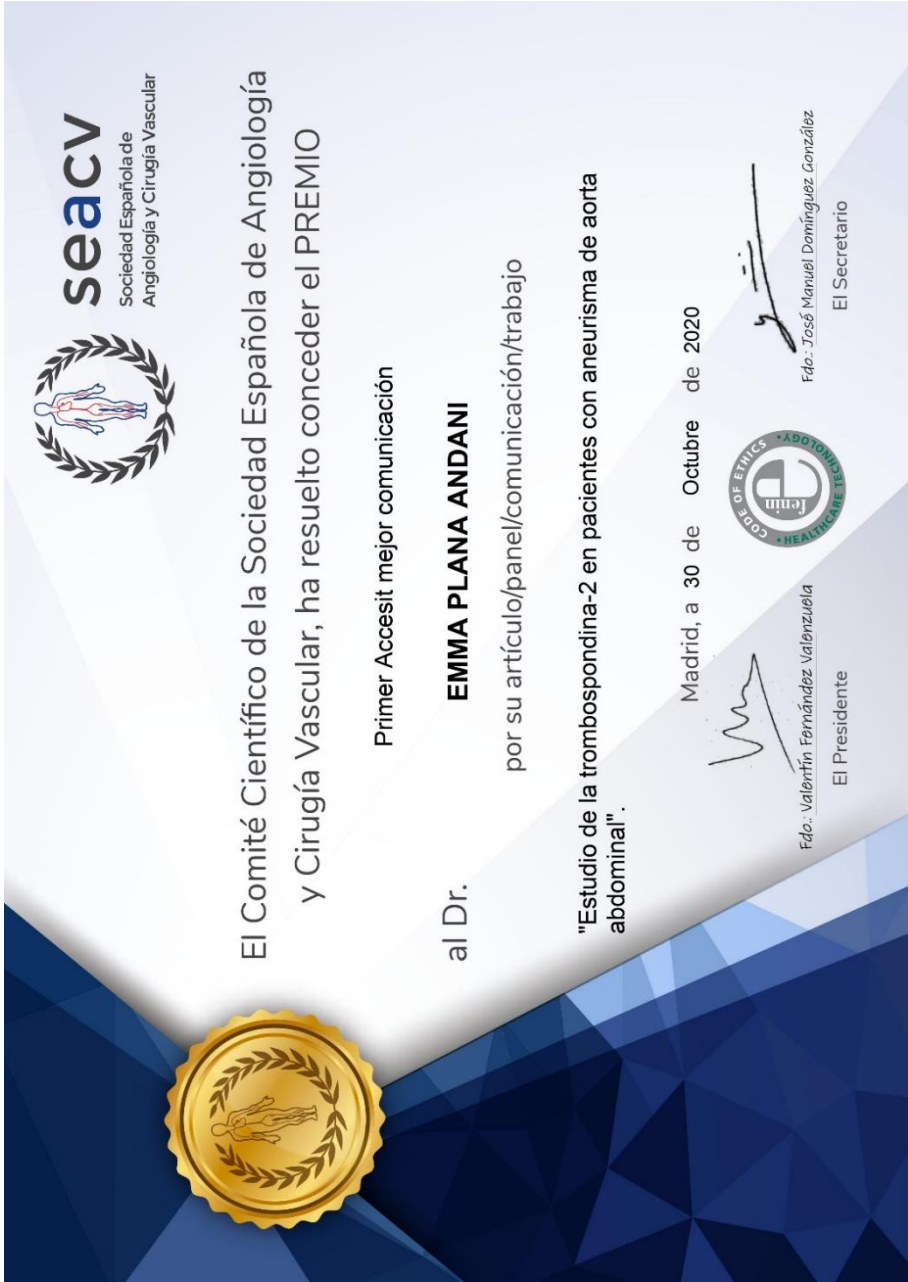 seacv
Sociedad Española de
Angiología y Cirugía Vascular
El Comité Científico de la Sociedad Española de Angiología
y Cirugía Vascular, ha resuelto conceder el PREMIO
Primer Accesit mejor comunicación
al Dr.
EMMA PLANA ANDANI
por su artículo/panel/comunicación/trabajo
"Estudio de la trombospondina-2 en pacientes con aneurisma de aorta
abdominal".
Madrid, a 30 de Octubre de 2020
Fdo.: Valentín Fernández Valenzuela
El Presidente
CODE OF ETHICS
fenin
HEALTHCARE TECHNOLOGY
Fdo.: José Manuel Domínguez González
El Secretario